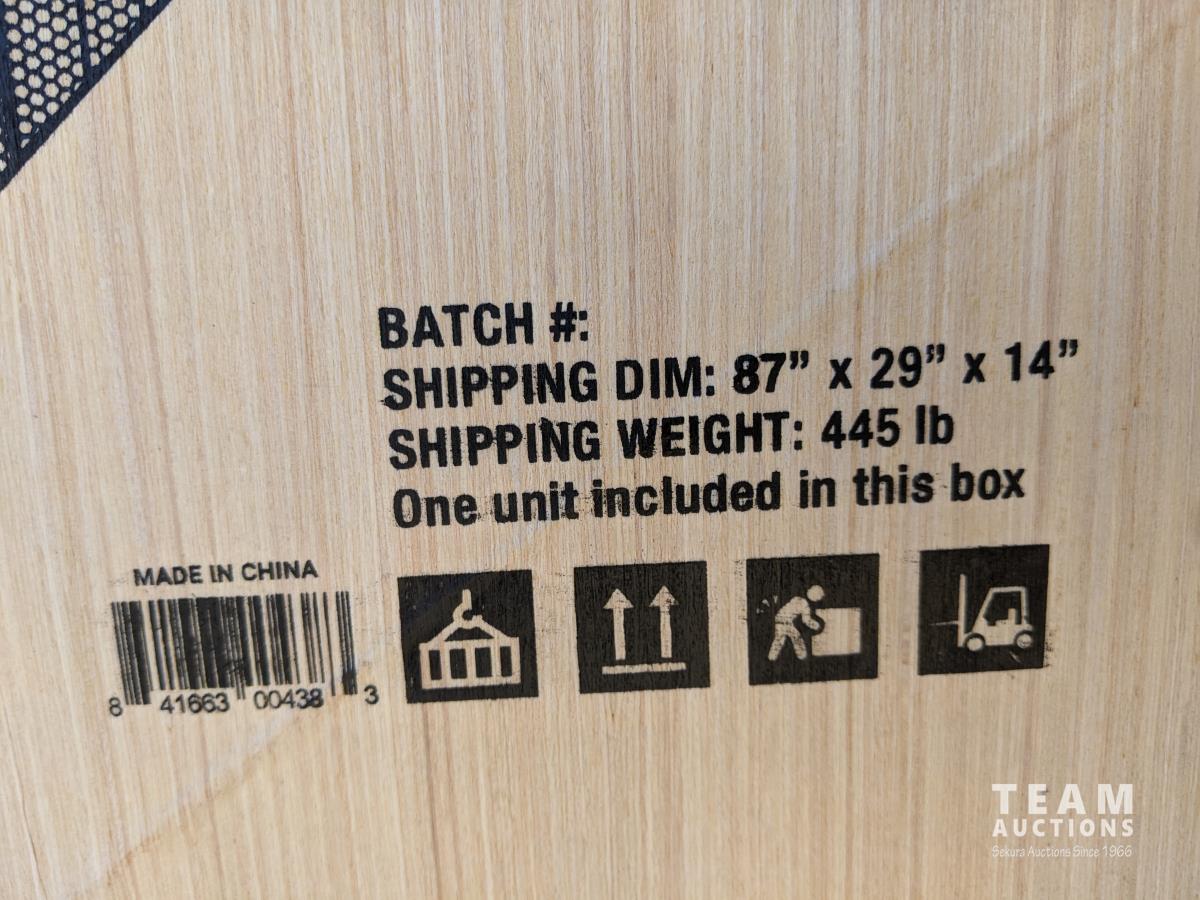 BATCH #:
SHIPPING DIM: 87” x 29” x 14”
SHIPPING WEIGHT: 445 lb
One unit included in this box
MADE IN CHINA
8 41663 00438 3
TEAM
AUCTIONS
Sekura Auctions Since 1966